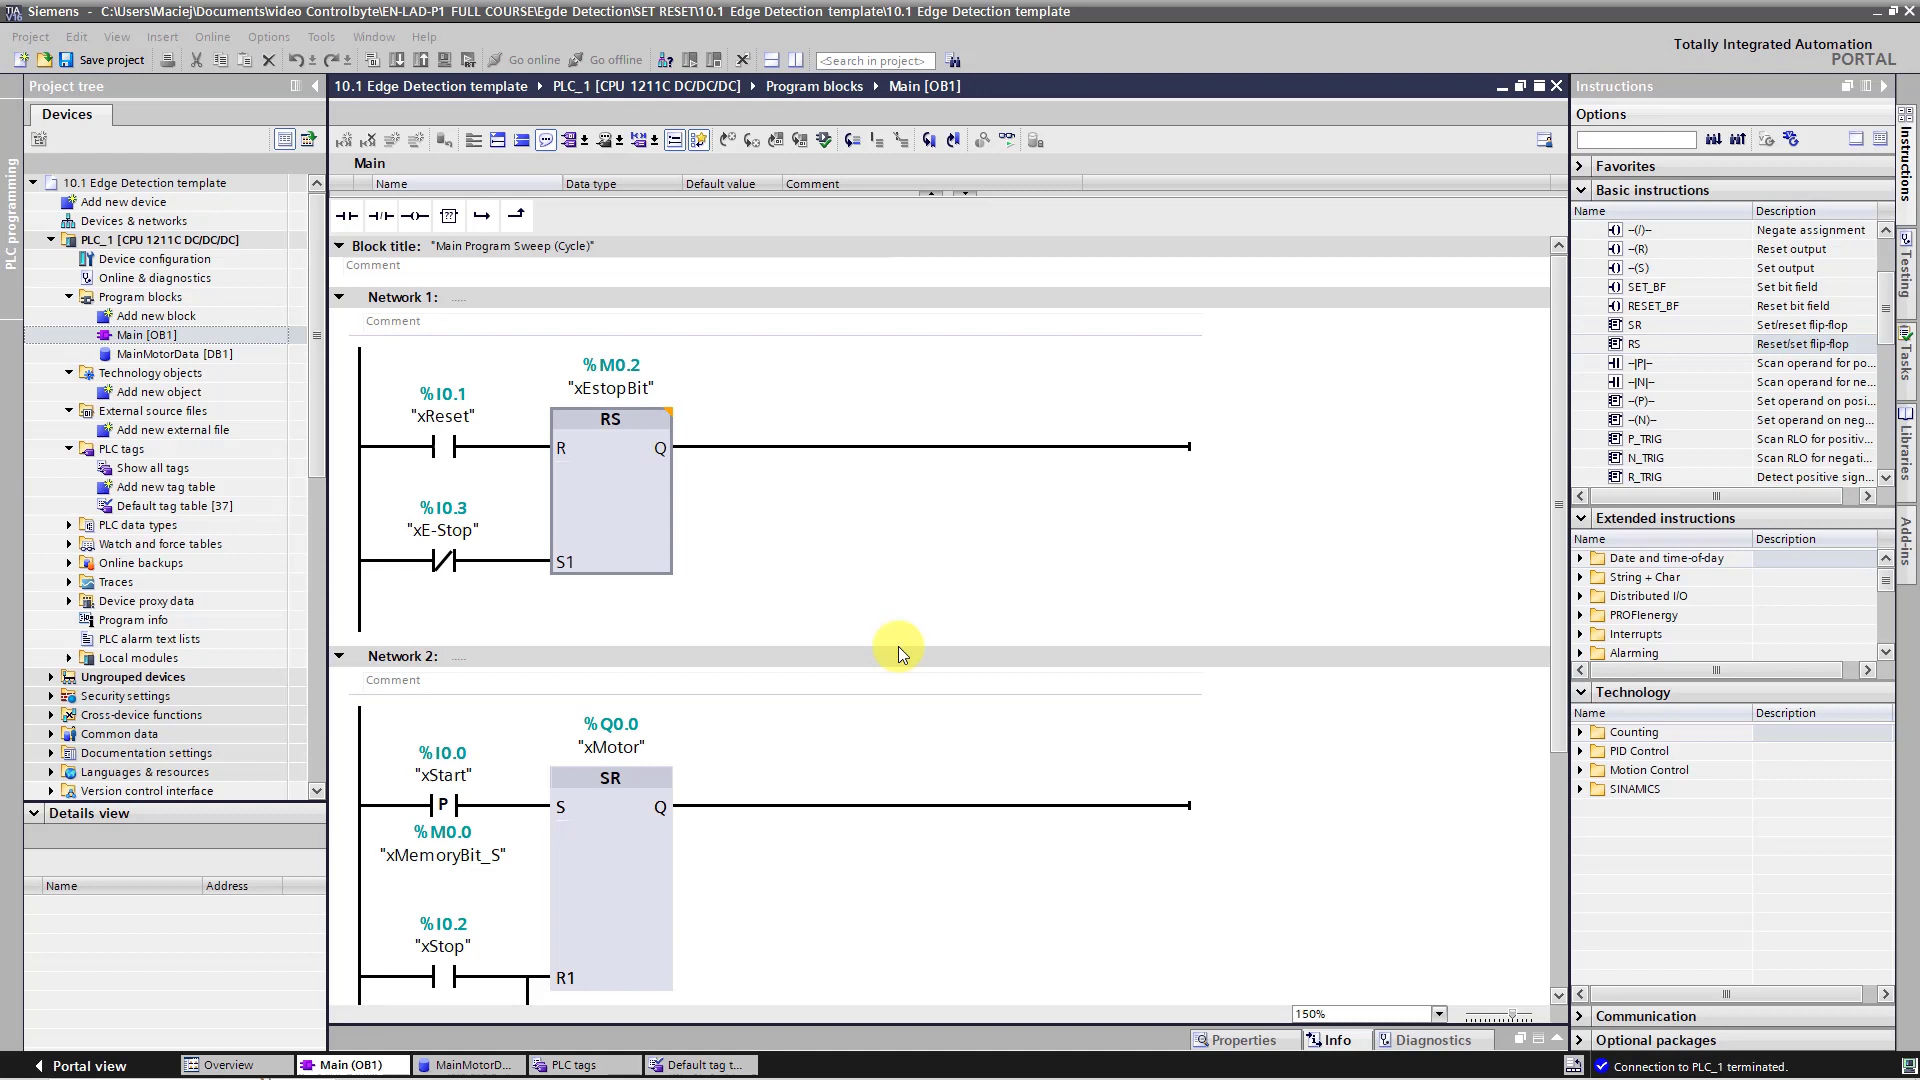 Siemens - C:\Users\Maciej\Documents\video Controlbyte\EN-LAD-P1 FULL COURSE\Egde Detection\SET RESET\10.1 Edge Detection template\10.1 Edge Detection template
Project Edit View Insert Online Options Tools Window Help
Totally Integrated Automation
PORTAL
Save project
Go online
Go offline
<Search in project>
Project tree
10.1 Edge Detection template PLC_1 [CPU 1211C DC/DC/DC] Program blocks Main [OB1]
Instructions
Devices
Options
PLC programming
10.1 Edge Detection template
Add new device
Devices & networks
PLC_1 [CPU 1211C DC/DC/DC]
Device configuration
Online & diagnostics
Program blocks
Add new block
Main [OB1]
MainMotorData [DB1]
Technology objects
Add new object
External source files
Add new external file
PLC tags
Show all tags
Add new tag table
Default tag table [37]
PLC data types
Watch and force tables
Online backups
Traces
Device proxy data
Program info
PLC alarm text lists
Local modules
Ungrouped devices
Security settings
Cross-device functions
Common data
Documentation settings
Languages & resources
Version control interface
Details view
Name Address
Main
Name Data type Default value Comment
Block title: "Main Program Sweep (Cycle)"
Comment
Network 1: .....
Comment
%M0.2
"xEstopBit"
%I0.1
"xReset"
RS
R Q
%I0.3
"xE-Stop"
S1
Network 2: .....
Comment
%Q0.0
"xMotor"
%I0.0
"xStart"
SR
P
S Q
%M0.0
"xMemoryBit_S"
%I0.2
"xStop"
R1
150%
Properties
Info
Diagnostics
Favorites
Basic instructions
Name Description
-(/)- Negate assignment
-(R) Reset output
-(S) Set output
SET_BF Set bit field
RESET_BF Reset bit field
SR Set/reset flip-flop
RS Reset/set flip-flop
-|P|- Scan operand for po...
-|N|- Scan operand for ne...
-(P)- Set operand on posi...
-(N)- Set operand on neg...
P_TRIG Scan RLO for positiv...
N_TRIG Scan RLO for negati...
R_TRIG Detect positive sign...
Extended instructions
Name Description
Date and time-of-day
String + Char
Distributed I/O
PROFIenergy
Interrupts
Alarming
Technology
Name Description
Counting
PID Control
Motion Control
SINAMICS
Communication
Optional packages
Instructions
Testing
Tasks
Libraries
Add-ins
Portal view
Overview
Main (OB1)
MainMotorD...
PLC tags
Default tag t...
Connection to PLC_1 terminated.